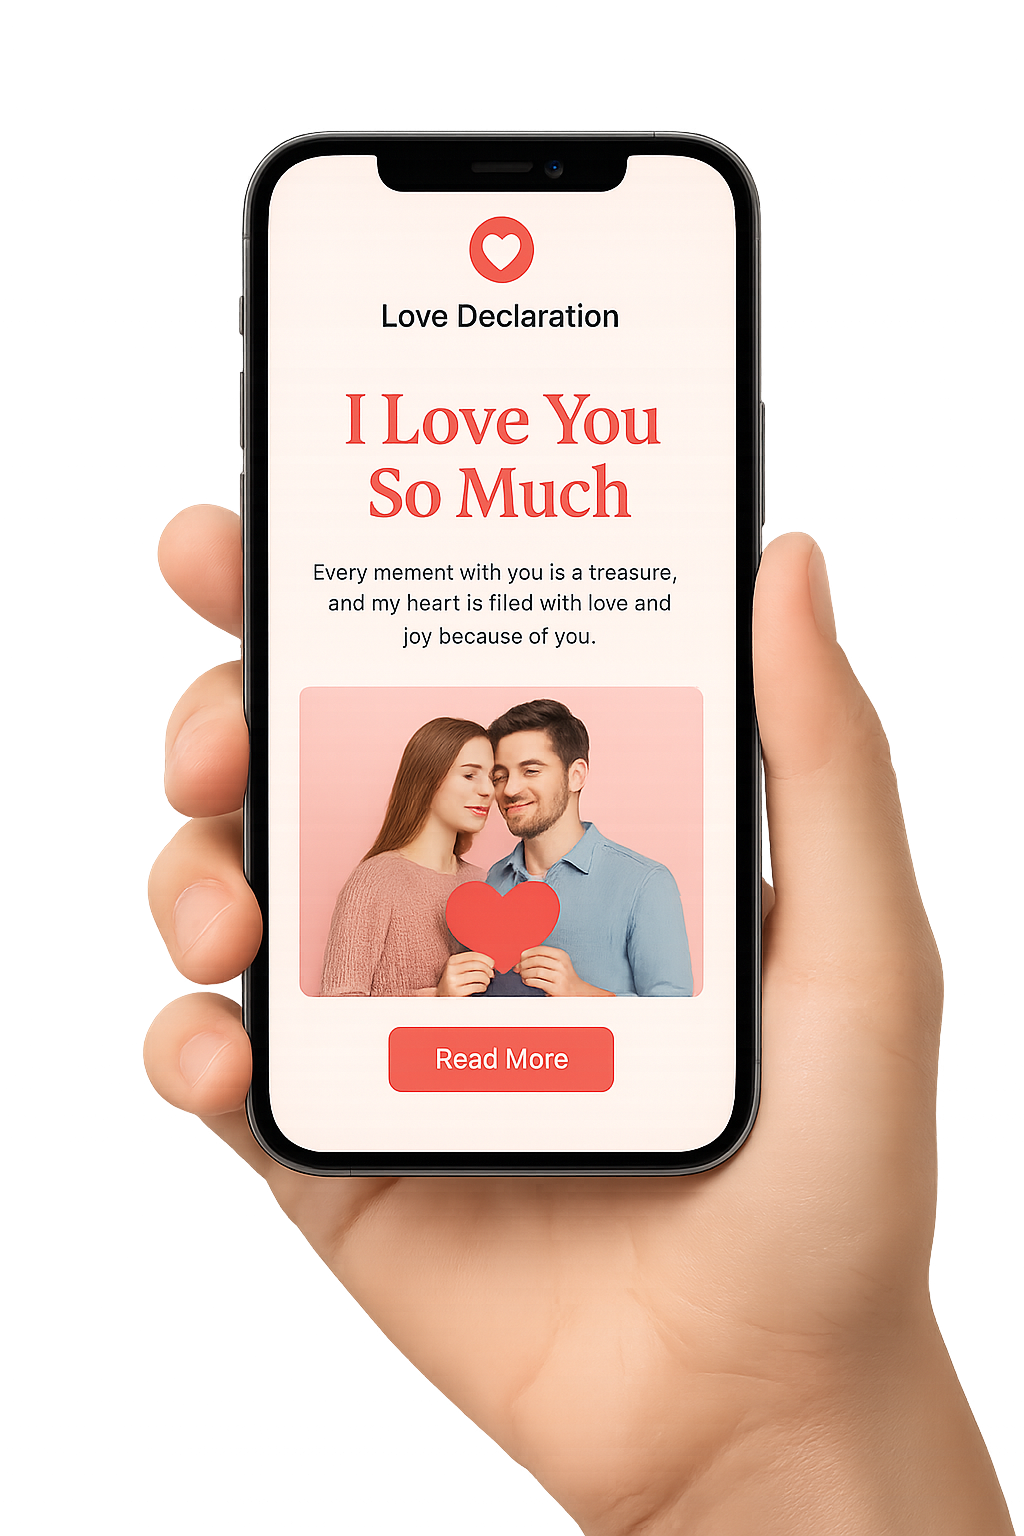 Love Declaration
I Love You
So Much
Every mement with you is a treasure,
and my heart is filed with love and
joy because of you.
Read More